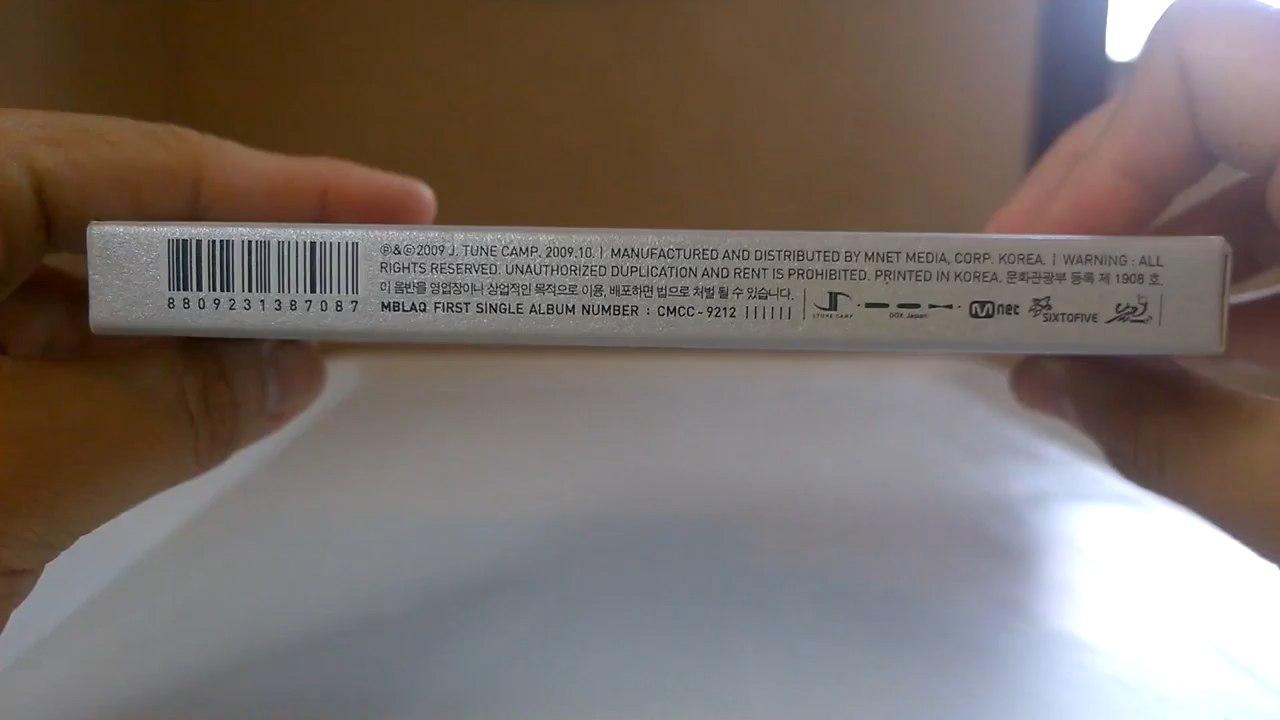 ℗&©2009 J. TUNE CAMP. 2009.10. | MANUFACTURED AND DISTRIBUTED BY MNET MEDIA, CORP. KOREA. | WARNING : ALL
RIGHTS RESERVED. UNAUTHORIZED DUPLICATION AND RENT IS PROHIBITED. PRINTED IN KOREA. 문화관광부 등록 제 1908 호.
이 음반을 영업장이나 상업적인 목적으로 이용, 배포하면 법으로 처벌 될 수 있습니다.
8809231387087
MBLAQ FIRST SINGLE ALBUM NUMBER : CMCC-9212 ||||||
J.TUNE CAMP
DOX Japan
Mnet
SIXTOFIVE